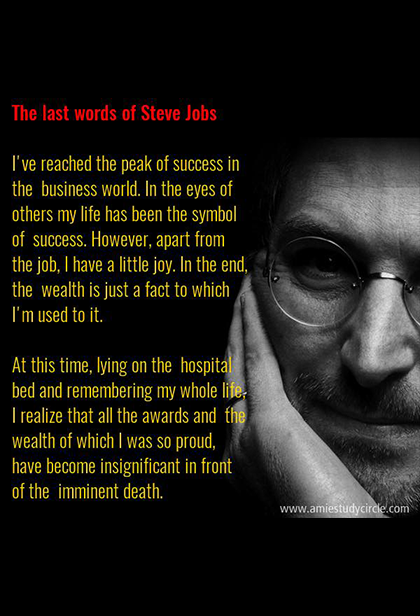 The last words of Steve Jobs
I've reached the peak of success in
the business world. In the eyes of
others my life has been the symbol
of success. However, apart from
the job, I have a little joy. In the end,
the wealth is just a fact to which
I'm used to it.
At this time, lying on the hospital
bed and remembering my whole life,
I realize that all the awards and the
wealth of which I was so proud,
have become insignificant in front
of the imminent death.
www.amiestudycircle.com